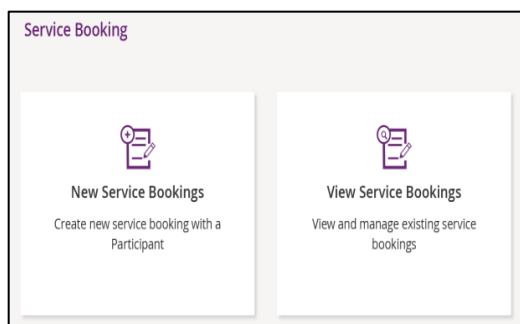 Service Booking
New Service Bookings
Create new service booking with a
Participant
View Service Bookings
View and manage existing service
bookings